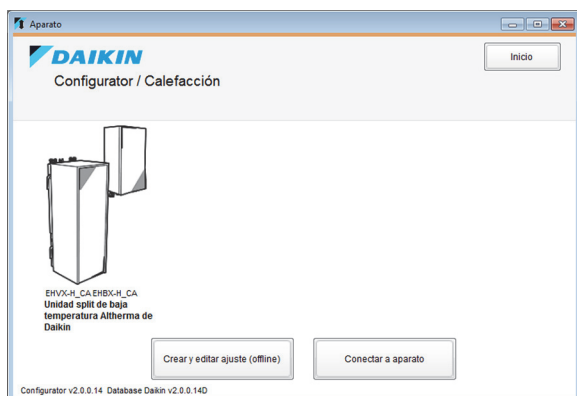 Aparato
DAIKIN
Inicio
Configurator / Calefacción
EHVX-H_CA EHBX-H_CA
Unidad split de baja
temperatura Altherma de
Daikin
Crear y editar ajuste (offline)
Conectar a aparato
Configurator v2.0.0.14 Database Daikin v2.0.0.14D